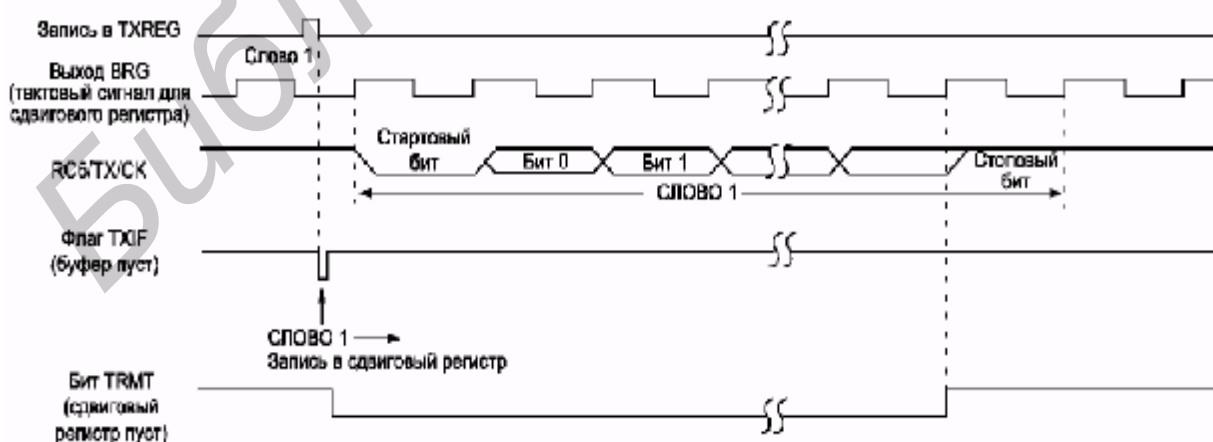 Запись в TXREG
Слово 1
Выход BRG
(тактовый сигнал для
сдвигового регистра)
RC6/TX/CK
Стартовый
бит
Бит 0
Бит 1
Стоповый
бит
СЛОВО 1
Флаг TXIF
(буфер пуст)
СЛОВО 1
Запись в сдвиговый регистр
Бит TRMT
(сдвиговый
регистр пуст)
Библ